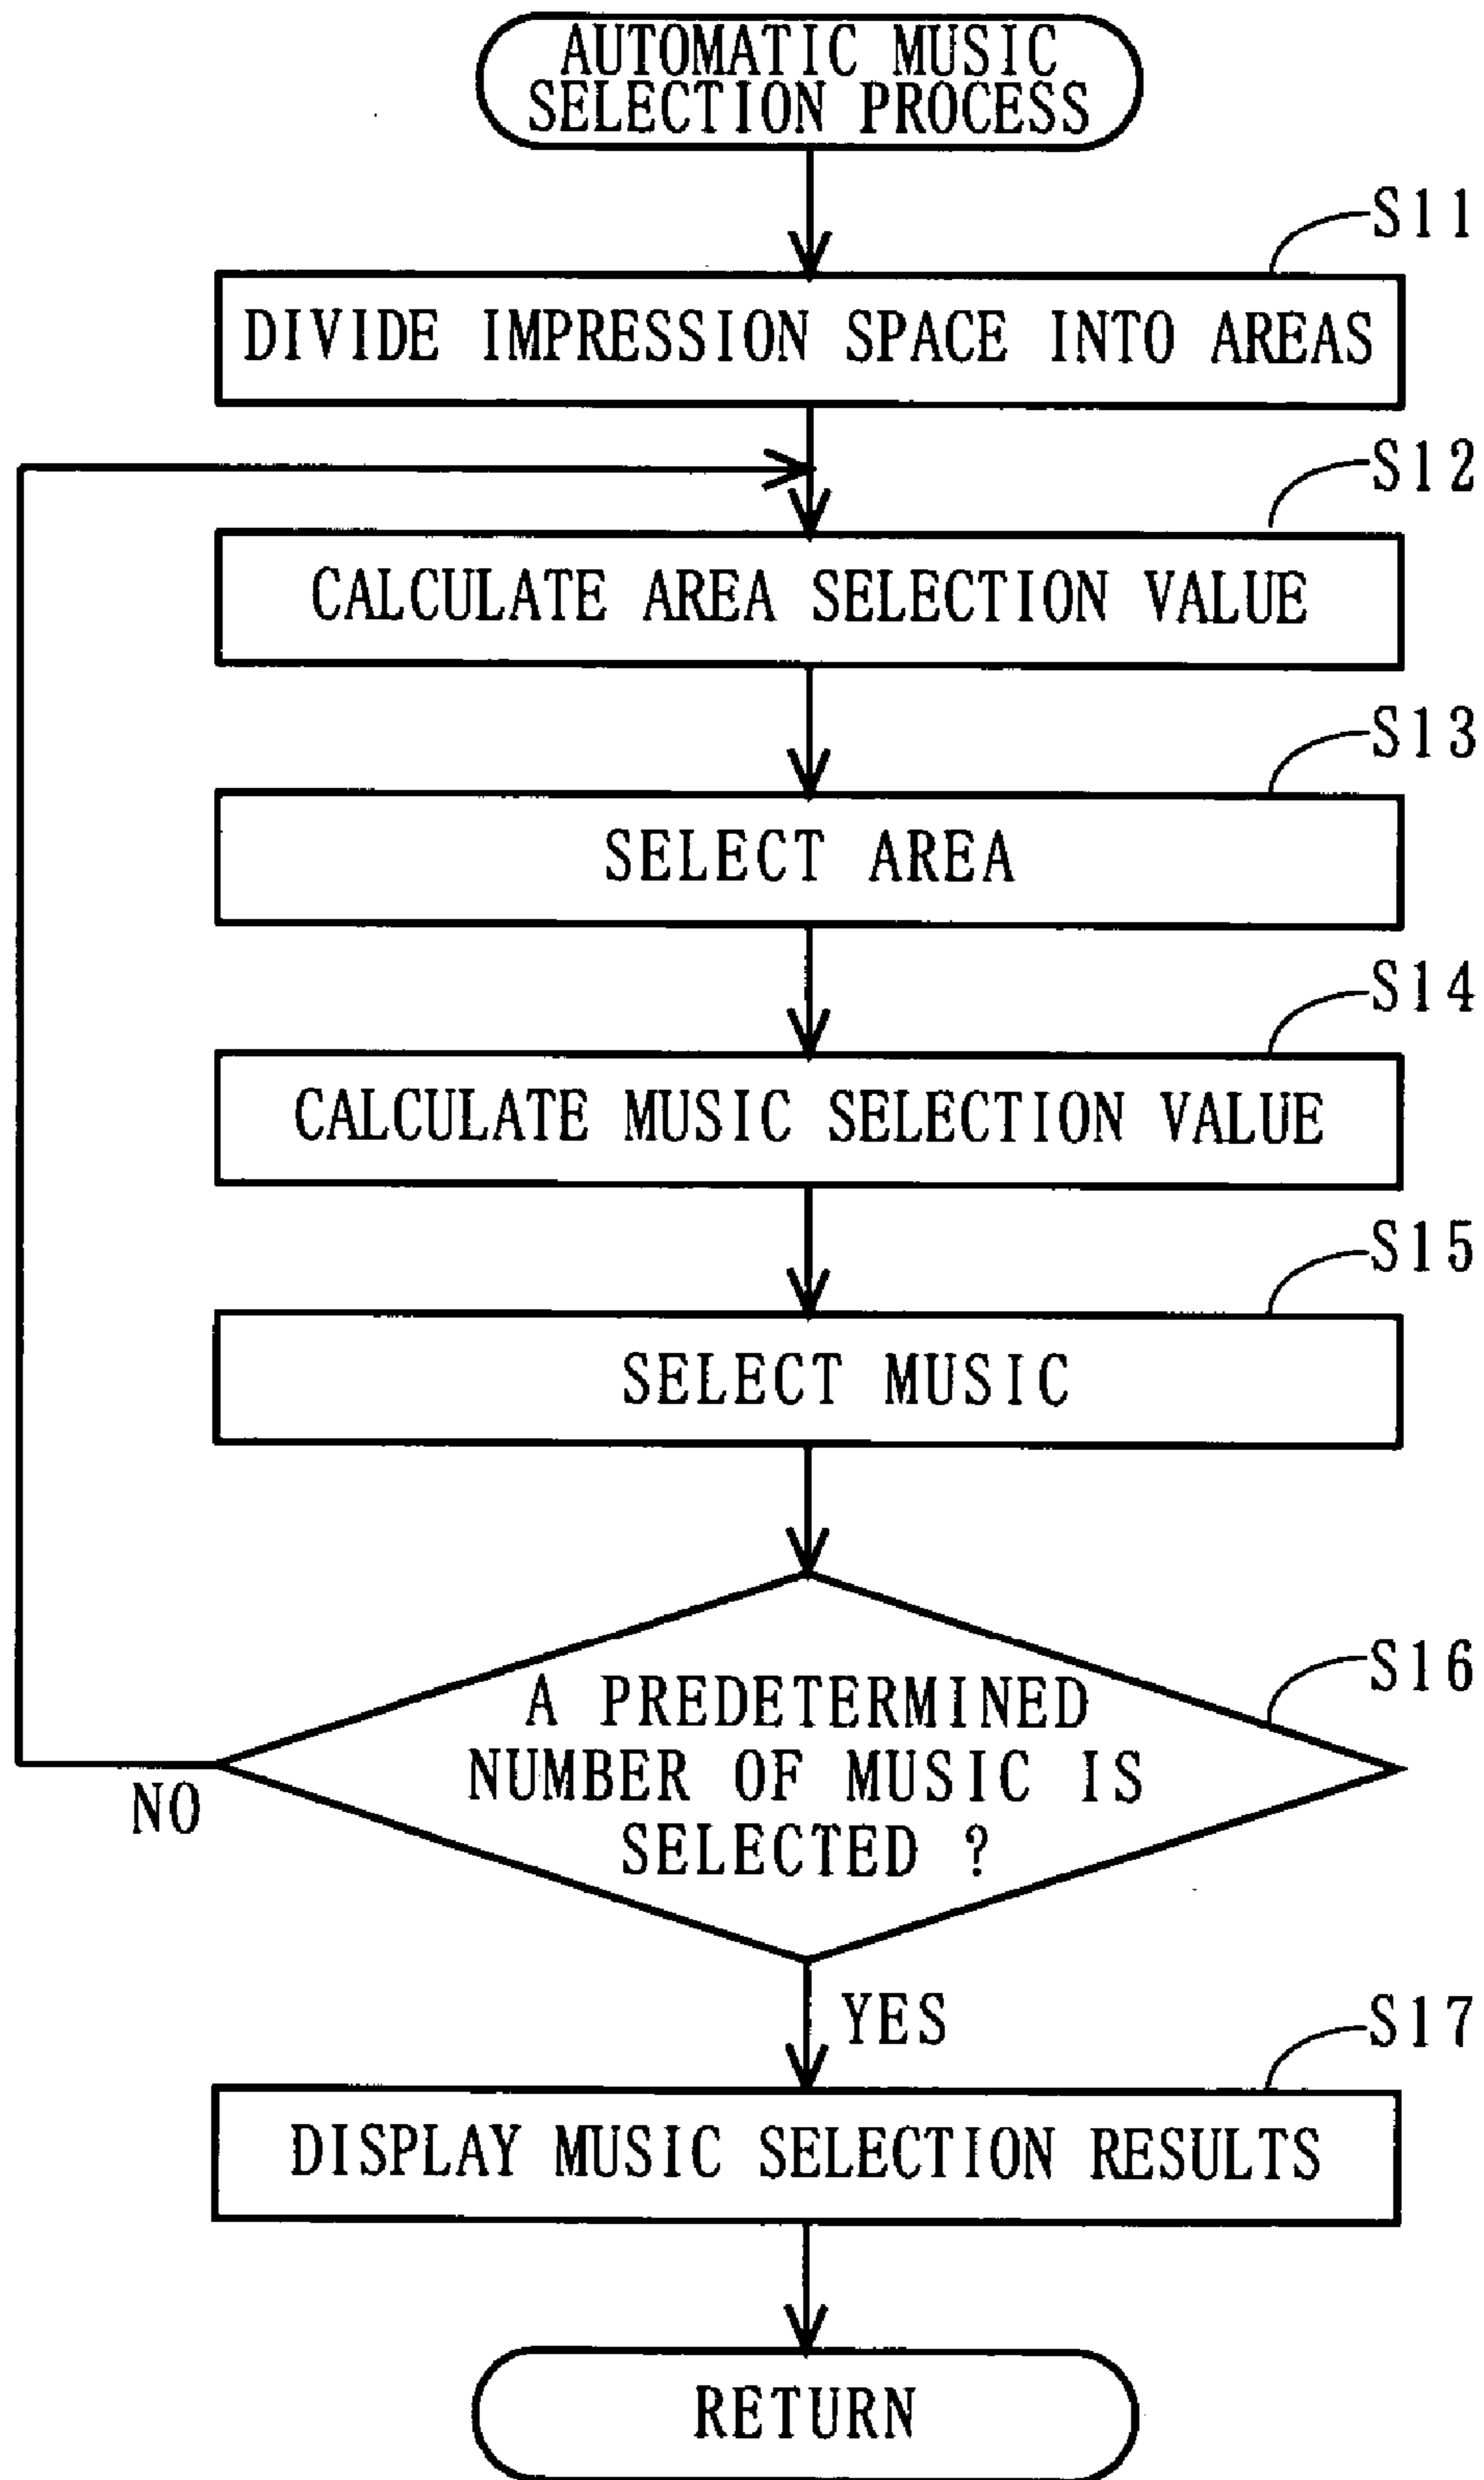 AUTOMATIC MUSIC
SELECTION PROCESS
S11
DIVIDE IMPRESSION SPACE INTO AREAS
S12
CALCULATE AREA SELECTION VALUE
S13
SELECT AREA
S14
CALCULATE MUSIC SELECTION VALUE
S15
SELECT MUSIC
S16
A PREDETERMINED
NUMBER OF MUSIC IS
SELECTED ?
NO
YES
S17
DISPLAY MUSIC SELECTION RESULTS
RETURN